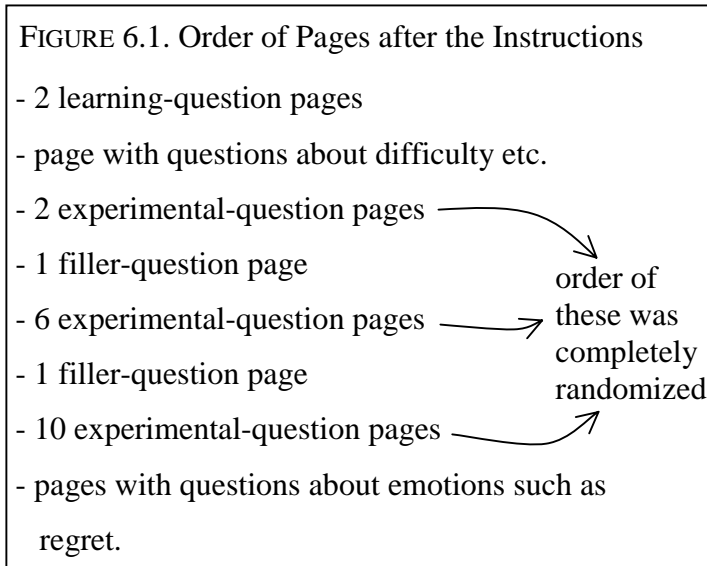 FIGURE 6.1. Order of Pages after the Instructions
- 2 learning-question pages
- page with questions about difficulty etc.
- 2 experimental-question pages
- 1 filler-question page
- 6 experimental-question pages
- 1 filler-question page
- 10 experimental-question pages
- pages with questions about emotions such as
regret.
order of
these was
completely
randomized